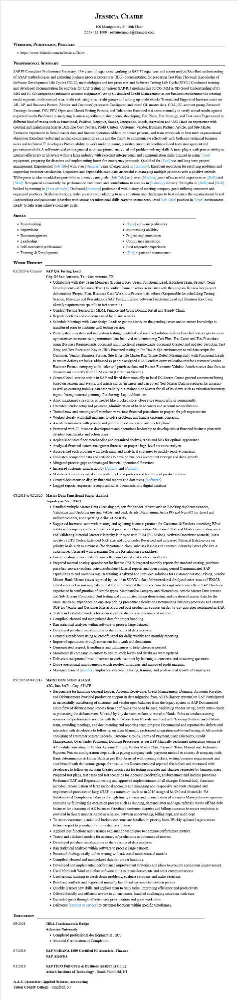 Jessica Claire
100 Montgomery St. 10th Floor
(555) 432-1000 - resumesample@example.com
Websites, Portfolios, Profiles
https://www.linkedin.com/in/Jessica-Claire
Professional Summary
SAP FI Consultant Professional Summary. 13+ years of experience working as SAP FI super user and senior analyst Excellent understanding
of ASAP methodologies and gathering business process procedures (BPP) documentation for preparing Test Plan Thorough Knowledge of
Software Development Life Cycle (SDLC), methodologies and test processes and Software Testing Life Cycle (STCL) Conducted training
and developed documentation for end user for UAT testing on various SAP R/3 modules like FI/CO, MM & SD Good Understanding of FI-
MM and FI-SD integration (automatic account assignment) set up Customized Credit Management as per business requirement via creating
credit segment, credit control area, credit risk categories, credit groups and setting up credit checks Trained and Supported business users on
AR, AP, and Business Partner (Vendor and Customer) processes Configured and tested GL master data, COA, GL account group, Retained
Earnings Account, FSV, PPV, Open and Closed Posting Periods, and Tolerances Executed test cases manually to verify actual results against
expected results Proficient in analyzing business specification documents, developing Test Plans, Test Strategy, and Test cases Experienced in
different kind of testing such as Functional, Positive, Negative, Smoke, Integration, Mock, regression and UAT Hand on experience with
creating and maintaining Master Data like Cost Centers, Profit Centers, Customer, Vendor, Business Partner, Article, and Site Master
Extensive experience in Retail master data and finance operation Able to prioritize personal and team workloads to best meet organizational
objectives Excellent verbal and written communication skills and the ability to communicate effectively with both non-technical business
users and technical IT developers Proven ability to work under pressure, prioritize and meet deadlines Good team management and
presentation skills A self-motivated and organized with exceptional analytical and problem-solving skills A team player with proven ability to
interact effectively at all levels within a large industry with excellent interpersonal and communication skills Trained in using [Type]
equipment, preparing for disasters and implementing forest fire emergency protocols. Qualified for [Tool] use and long-term project
management. Experienced [Job Title] with over [Number] years of experience in [Industry]. Excellent reputation for resolving problems and
improving customer satisfaction. Organized and dependable candidate successful at managing multiple priorities with a positive attitude.
Willingness to take on added responsibilities to meet team goals. [Job Title] with over [Number] years of successful experience in [Skill] and
[Skill]. Recognized consistently for performance excellence and contributions to success in [Industry] industry. Strengths in [Skill] and [Skill]
backed by training in [Area of study]. Dedicated [Industry] professional with history of meeting company goals utilizing consistent and
organized practices. Skilled in working under pressure and adapting to new situations and challenges to best enhance the organizational brand.
Hardworking and passionate jobseeker with strong organizational skills eager to secure entry-level [Job Title] position in [Type] environment.
Ready to help team achieve company goals.
Skills
Teambuilding
Supervision
Data management
Leadership
Self-motivated professional
Training & Development
[Type] software proficiency
Multitasking abilities
Project implementation
Compliance inspection
First responder experience
[Tool] repair and maintenance
Work History
03/2020 to Current SAP QA Testing Lead
City Of San Antonio, Tx – San Antonio, TX
Collaborate with Key Team Members (Business Key Users, Functional Lead, Adoption Team, Security Team
Development and Technical Team) to confirm human factors associated with the program Review key project
deliverables (Project Plan, Business Case Workflow/Process lists, others) Responsible for scheduling Testing
Session, Meetings and Presentations SAP Testing Liaison between Functional Lead and Business Key User,
identify requirements specific to test scenarios.
Conduct Testing Session for MDM, Finance and Cross Domain Retail and Supply Chain.
Reported defects and concerns raised by business users.
Schedule Meetings with Core design Leads to get the clarity on the pending issues and to ensure knowledge is
transferred prior to continue with testing session.
Participated in system and integration testing, identified and resolved solution defects Enriched test scripts to cover
up maximum scenarios using minimum data Involved in documenting Test Plan, Test Cases and Test Procedure
using Business Requirements document and Functional requirements document Created and updated Test plan, Test
Xray, and Test Execution Key in JIRA Executed testing in Pre Dev & QA environment to validate scripts for
Customer, Vendor, Business Partner, Site & Article Master Run Triage Defect Meeting daily with Functional Leads
to ensure defects are being addressed as per the assigned ETA Conduct entry validation test for Customer/Vendor
Business Partner, company code, sales and purchase data and Partner Functions Validate Article master data flow to
downstream correctly from PLM system (Centric or Stealth).
Created local, service article in SAP and listed them manually to local DC/Stores Create general assortment/listing
based on seasons and events, and article status (newness and carryover) Test Master Data procedures for accuracy
as well as ensuring training database validity Maintained Site Master for all of its views such as valuation/inventory
mgmt., listing material planning, Purchasing, Layout/block etc.
Also, maintained site status as needed like blocked store, close store temporarily or permanently.
Executed vendor setup and payment, administration of bank accounts and account reconciliations.
Trained new and existing staff members in various financial procedures to prepare for job requirements.
Worked closely with shift manager to solve problems and handle customer concerns.
Assisted customers with prompt and polite support in-person and via telephone.
Partnered with IT, business development and operations leadership to develop robust financial business plan with
detailed benchmarks and action plans.
Replenished sales floor merchandise and organized shelves, racks and bins for optimal appearance.
Analyzed financial statements against forecasts to prepare high-level variance analysis.
Approached each problem with fresh mind and analytical strategies to quickly resolve concerns.
Evaluated competitor data and statistics to develop business investment strategy and drive growth.
Mitigated process gaps and managed financial operational functions.
Increased customer satisfaction by [Action] and [Action].
Maintained customer satisfaction with quick and professional handling of product returns.
Created documents to display financial reports and data using [Software].
Logged reports, expenses, receipts and sales documents into digital database.
08/2018 to 02/2020 Master Data Functional Senior Analyst
Tapestry – City, STATE
Handled multiple Master Data Cleansing projects for Vendor Master such as Blocking duplicate vendors,
Validating and Updating missing VAT#s, and bank details, Maintaining Ariba PO and Non-PO for direct and
Indirect vendors, and Updating Ariba ACM ID#s.
Supported business users with creating and updating business partners for Customer & Vendors, extending BP to
additional company codes, sales area and purchasing Organization Maintained Material Master via creating sizes
and Validating Material Master Hierarchy is in sync with PLM (EC Vision), Activate/Deactivate Material, Mass
update of HTS Codes, Extended NRF size and color codes Reviewed and addressed Material Batch errors on
priority basis such as Newness (for department, class, subclass issues) and Product Hierarchy issues (for size &
color issues) Assisted with preparing Costing Revaluation spreadsheet.
Ensure costing errors related to miscellaneous landed cost such as royalty fee.
Prepared manual costing spreadsheet for license SKUS Prepared monthly reports for standard costing, purchase
price list, service vendors, activate/obsolete Material reports and open costing period Communicated SAP
capabilities to end users via regular training Analyzed and Provided solutions for Customer Master, Pricing, Vendor
Master, Bank Master issues reported by users via SNOW tickets Monitored and Analyzed error status of IDOCS,
edited incorrect or missing data on flat file and reloaded them to confirm data uploaded correctly in SAP Hands on
experience in configuration of Article types, Merchandise Category and Hierarchies, Article Master Data screens
and Sub Screens Conducted Unit testing and coordinated Integration testing and creation of master data for the
same Hands on experience on one-step pricing procedure calculation Documenting business processes and created
SOP for Vendor and Customer Master Provided post-production support on day-to-day activities performed in SAP.
Tested and validated models for accuracy of predictions in outcomes of interest.
Compiled, cleaned and manipulated data for proper handling.
Ran statistical analyses within software to process large datasets.
Developed polished visualizations to share results of data analyses.
Created spreadsheets using Microsoft Excel for daily, weekly and monthly reporting.
Improved operations through consistent hard work and dedication.
Demonstrated respect, friendliness and willingness to help wherever needed.
Monitored all company inventory to ensure stock levels and databases were updated.
Delivered exceptional level of service to each customer by listening to concerns and answering questions.
Drove operational improvements which resulted in savings and improved profit margins.
Managed team of [number] employees, overseeing hiring, training, and professional growth of employees.
05/2005 to 04/2017 Master Data Senior Analyst
AIG, Inc, SAP – City, STATE
Responsible for handling General Ledger, Account Receivable, Credit Management, Dunning, Accounts Payable,
and Disbursement Provided production support in data migration from ARTS (legacy systems) to SAP Participated
in successfully transferring of customer and vendor open balances from the legacy system to SAP Documented
entire flow of disbursement process from confirming the open balance, validating vendor set up, credit status check
to processing the disbursement Selected by key decision-makers to travel to Noida, India to conduct training
sessions and performance reviews with the off-shore team Heavily involved with Training Onshore and offshore
team, attending meetings, and documenting and reporting team progress Documented and reported the defects and
interacted with developers to follow up on them Manually performed integration end-to-end testing of AR module
consisting of Customer Master Records, Customer Groups, Terms of Payment, Cash Discounts, Credit
Management, Over/Under Payments, Dunning Procedures as per BPP Manually performed integration testing of
AP module consisting of Vendor Account Groups, Vendor Master Data, Payment Term, Manual and Automatic
Payment Process configuration steps such as paying company code, payment method in country & company code,
Bank determination & House Bank as per BPP Assisted with opening tickets, writing business requirements and
coordinated with the various groups for resolutions Documented and reported the defects and interacted with
developers to follow up on them Created mock data for testing upgrades and changes requested by business users
Prepared test plans, test cases and test scenarios for Account Receivable, Disbursement and Reclass processes
Performed UAT and Regression testing and approved implementation of all changes General daily functions
included, reconciliation of large national accounts and managing non-responsive accounts Designed and
implemented processes to keep STAT to a minimum, such as in 2016 assigned $4.9M and cleared $4.5M
Substantiated Compliance balances through timely review and reconciliation of accounts Managed non-responsive
accounts by following the escalation process such as dunning, demand letter and legal referrals Wrote off bad debt
balances for cleansing of AR balances Prioritized customer disputes and billing concerns to ensure resolution is
provided in timely manner Acted as a liaison between underwriting, billing dept, and audit dept.
To ensure customer, vendor and brokers concerns are handled on priority basis Weekly updated large account
balance report to prioritize for immediate resolution.
Applied loss functions and variance explanation techniques to compare performance metrics.
Tested and validated models for accuracy of predictions in outcomes of interest.
Developed polished visualizations to share results of data analyses.
Ran statistical analyses within software to process large datasets.
Presented findings orally and in writing with advanced mathematical models.
Compiled, cleaned and manipulated data for proper handling.
Developed and implemented performance improvement strategies and plans to promote continuous improvement.
Used Microsoft Word and other software tools to create documents and other communications.
Used critical thinking to break down problems, evaluate solutions and make decisions.
Resolved conflicts and negotiated mutually beneficial agreements between parties.
Quickly learned new skills and applied them to daily tasks, improving efficiency and productivity.
Offered friendly and efficient service to all customers, handled challenging situations with ease.
Exceeded goals through effective task prioritization and great work ethic.
Delivered [product or service] to customer locations within specific timeframes.
Education
09/2021 JIRA Fundamentals Badge
Atlassian University
Completed professional development in JIRA
Awarded Certification of Completion
07/2019 SAP S/4HANA 1809 Certified FI Associate: Finance
SAP America
01/2018 SAP FICO Full Cycle & Business Analyst Training
Avtech Institute of Technology - South Plainfield, NJ
A.A.S. (Associate: Applied Science, Accounting
Union County College - Cranford, NJ